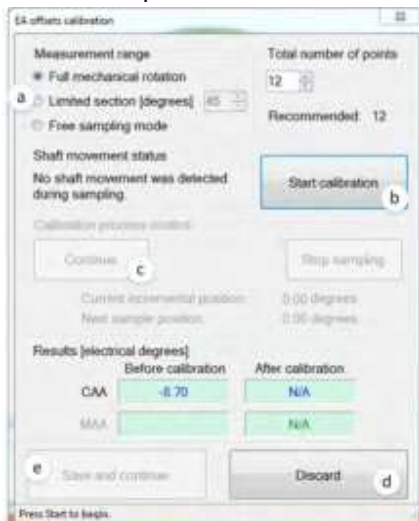 EA offsets calibration
Measurement range
Total number of points
Full mechanical rotation
12
a
Limited section [degrees] 45
Free sampling mode
Recommended: 12
Shaft movement status
No shaft movement was detected
during sampling.
Start calibration
b
Calibration process control
Continue
c
Stop sampling
Current incremental position: 0.00 degrees
Next sample position: 0.00 degrees
Results [electrical degrees]
Before calibration After calibration
CAA -8.70 N/A
MAA N/A
e
Save and continue
Discard
d
Press Start to begin.